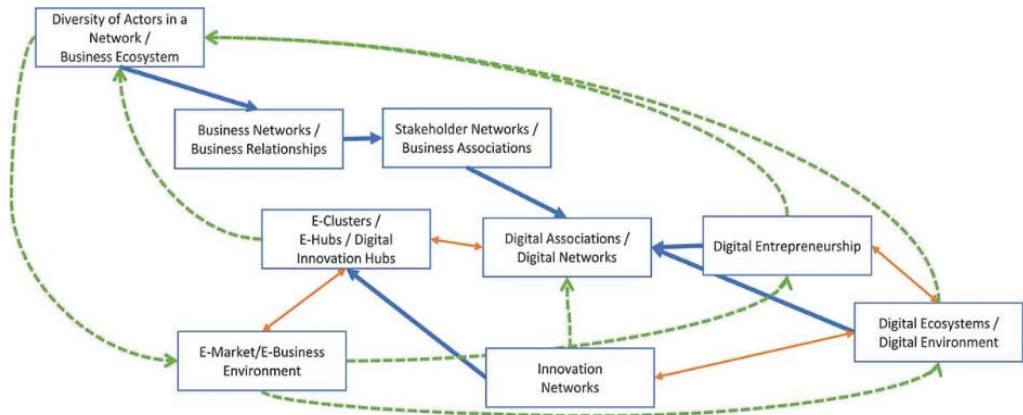 Diversity of Actors in a
Network /
Business Ecosystem
Business Networks /
Business Relationships
Stakeholder Networks /
Business Associations
E-Clusters /
E-Hubs / Digital
Innovation Hubs
Digital Associations /
Digital Networks
Digital Entrepreneurship
E-Market/E-Business
Environment
Innovation
Networks
Digital Ecosystems /
Digital Environment